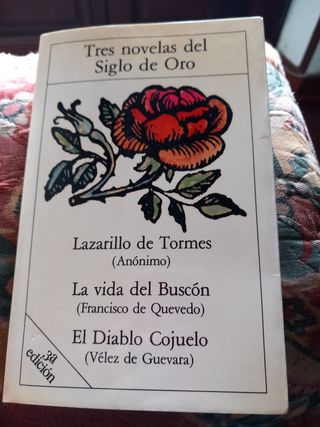 Tres novelas del
Siglo de Oro
Lazarillo de Tormes
(Anónimo)
La vida del Buscón
(Francisco de Quevedo)
El Diablo Cojuelo
(Vélez de Guevara)
3ª
edición